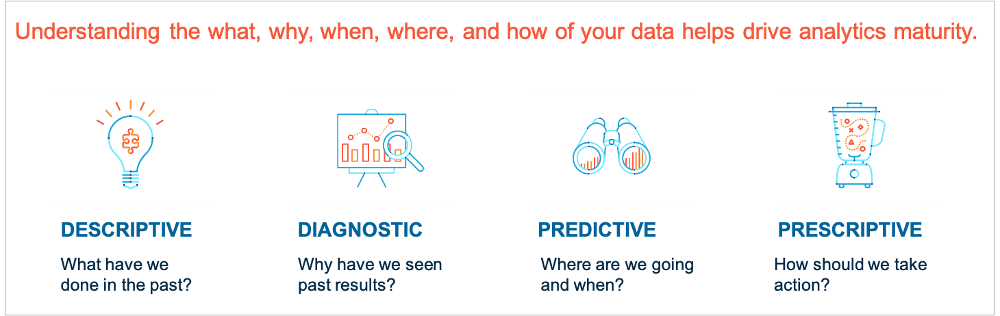 Understanding the what, why, when, where, and how of your data helps drive analytics maturity.
DESCRIPTIVE
What have we
done in the past?
DIAGNOSTIC
Why have we seen
past results?
PREDICTIVE
Where are we going
and when?
PRESCRIPTIVE
How should we take
action?